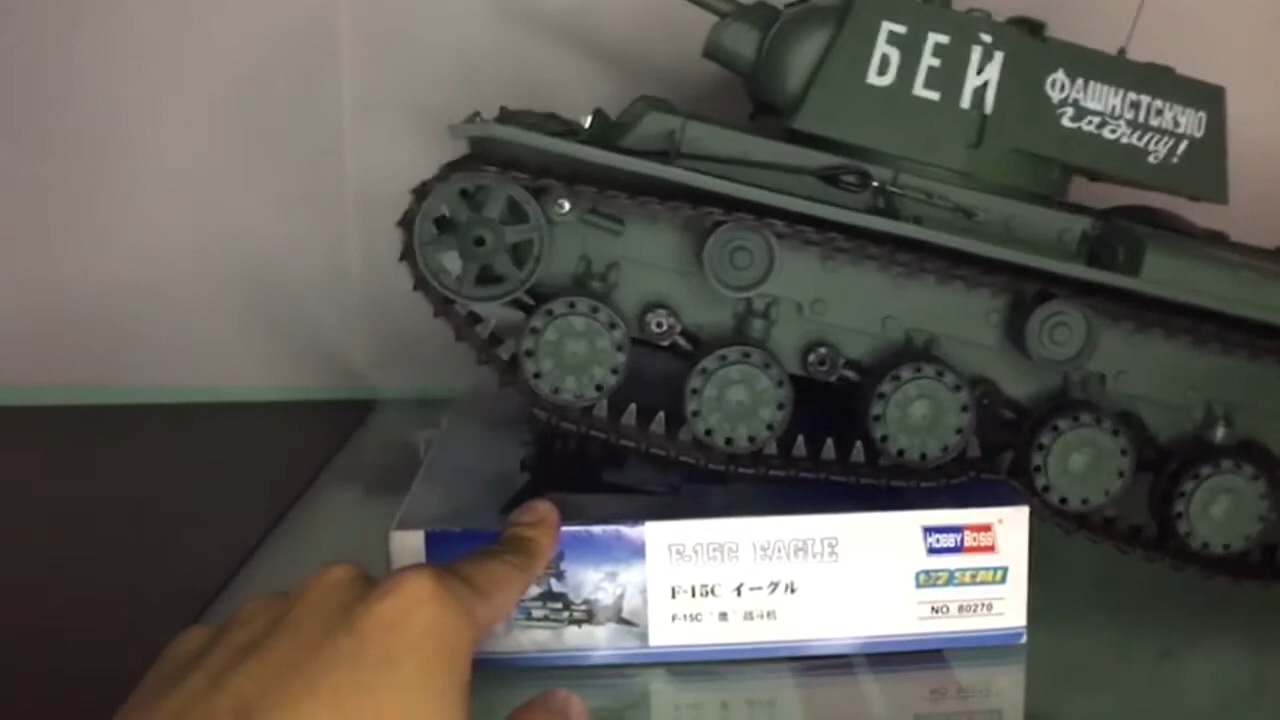 БЕЙ
ФАШИСТСКУЮ
гадину!
F-15C EAGLE
F-15C イーグル
F-15C "鹰" 战斗机
HOBBY BOSS
1/72 SCALE
NO. 80270